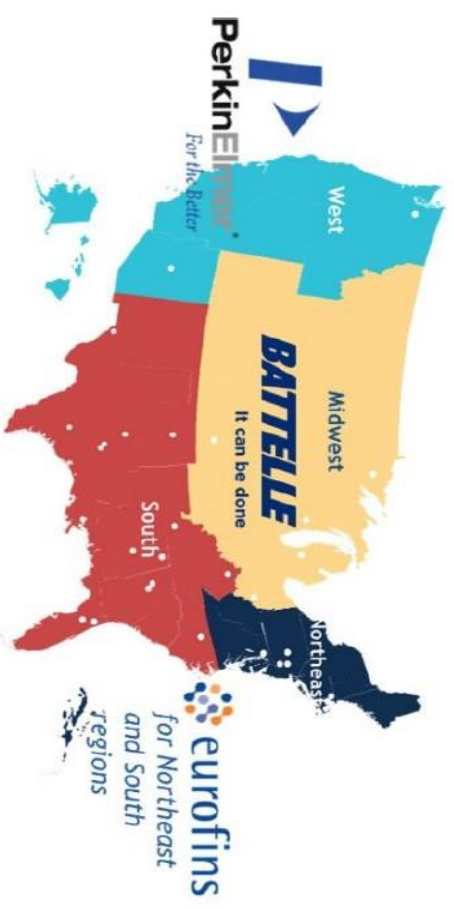 PerkinElmer
For the Better
West
Midwest
BATTELLE
It can be done
South
Northeast
eurofins
for Northeast
and South
regions